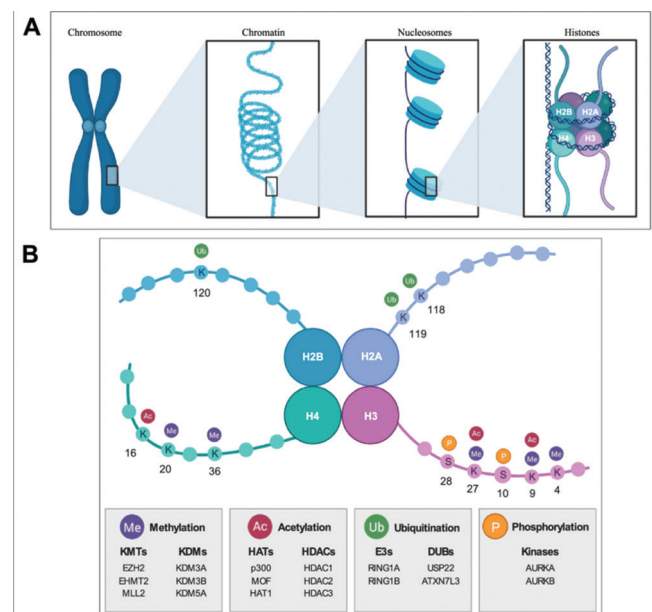 A
Chromosome
Chromatin
Nucleosomes
Histones
H2B H2A
H4 H3
B
Ub
K
120
Ub Ub
K K 118
119
H2B H2A
H4 H3
Ac Me Me
K K K
16 20 36
P Ac Me P Ac Me Me
S K S K K
28 27 10 9 4
Me Methylation
KMTs KDMs
EZH2 KDM3A
EHMT2 KDM3B
MLL2 KDM5A
Ac Acetylation
HATs HDACs
p300 HDAC1
MOF HDAC2
HAT1 HDAC3
Ub Ubiquitination
E3s DUBs
RING1A USP22
RING1B ATXN7L3
P Phosphorylation
Kinases
AURKA
AURKB